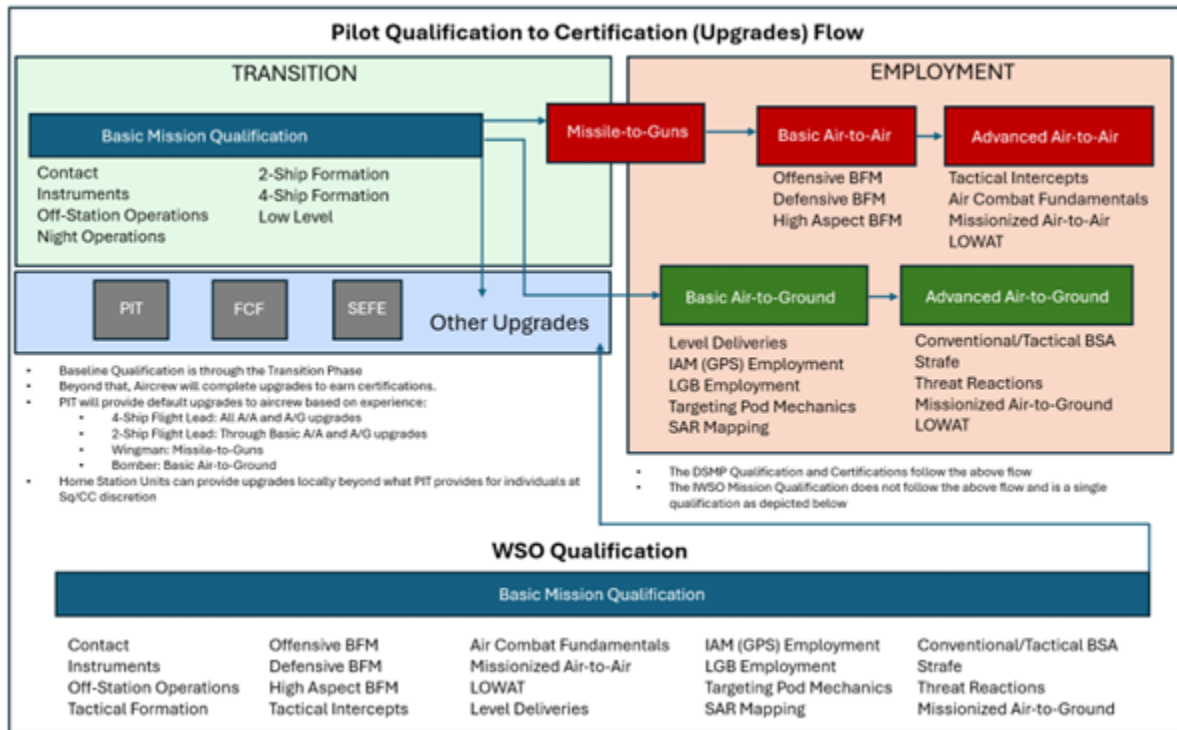 Pilot Qualification to Certification (Upgrades) Flow
TRANSITION
Basic Mission Qualification
Contact
Instruments
Off-Station Operations
Night Operations
2-Ship Formation
4-Ship Formation
Low Level
Missile-to-Guns
EMPLOYMENT
Basic Air-to-Air
Offensive BFM
Defensive BFM
High Aspect BFM
Advanced Air-to-Air
Tactical Intercepts
Air Combat Fundamentals
Missionized Air-to-Air
LOWAT
Basic Air-to-Ground
Level Deliveries
IAM (GPS) Employment
LGB Employment
Targeting Pod Mechanics
SAR Mapping
Advanced Air-to-Ground
Conventional/Tactical BSA
Strafe
Threat Reactions
Missionized Air-to-Ground
LOWAT
PIT
FCF
SEFE
Other Upgrades
• Baseline Qualification is through the Transition Phase
• Beyond that, Aircrew will complete upgrades to earn certifications.
• PIT will provide default upgrades to aircrew based on experience:
• 4-Ship Flight Lead: All A/A and A/G upgrades
• 2-Ship Flight Lead: Through Basic A/A and A/G upgrades
• Wingman: Missile-to-Guns
• Bomber: Basic Air-to-Ground
• Home Station Units can provide upgrades locally beyond what PIT provides for individuals at
Sq/CC discretion
• The DSMP Qualification and Certifications follow the above flow
• The IWSO Mission Qualification does not follow the above flow and is a single
qualification as depicted below
WSO Qualification
Basic Mission Qualification
Contact
Instruments
Off-Station Operations
Tactical Formation
Offensive BFM
Defensive BFM
High Aspect BFM
Tactical Intercepts
Air Combat Fundamentals
Missionized Air-to-Air
LOWAT
Level Deliveries
IAM (GPS) Employment
LGB Employment
Targeting Pod Mechanics
SAR Mapping
Conventional/Tactical BSA
Strafe
Threat Reactions
Missionized Air-to-Ground